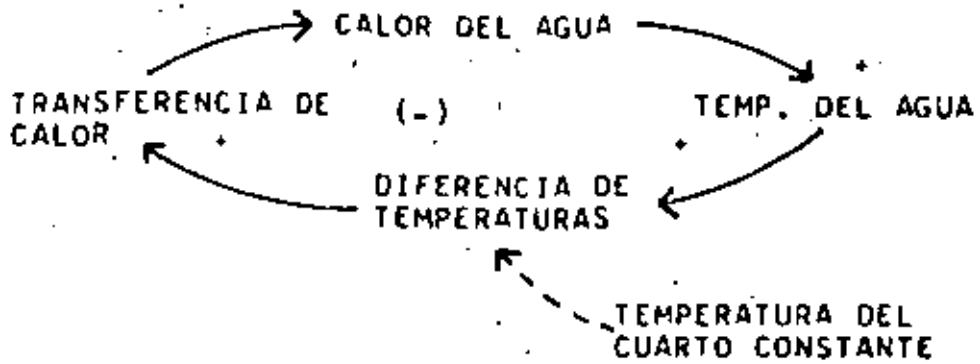 CALOR DEL AGUA
+
TRANSFERENCIA DE
CALOR
(-)
TEMP. DEL AGUA
+
+
DIFERENCIA DE
TEMPERATURAS
TEMPERATURA DEL
CUARTO CONSTANTE